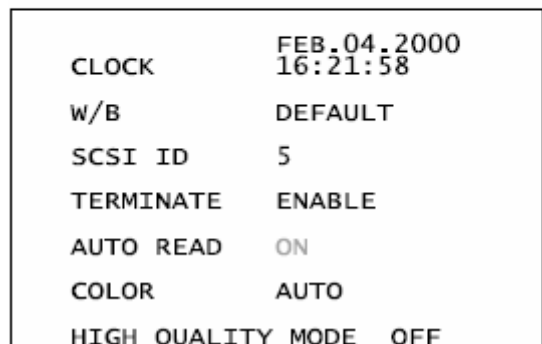 FEB.04.2000
CLOCK 16:21:58
W/B DEFAULT
SCSI ID 5
TERMINATE ENABLE
AUTO READ ON
COLOR AUTO
HIGH QUALITY MODE OFF